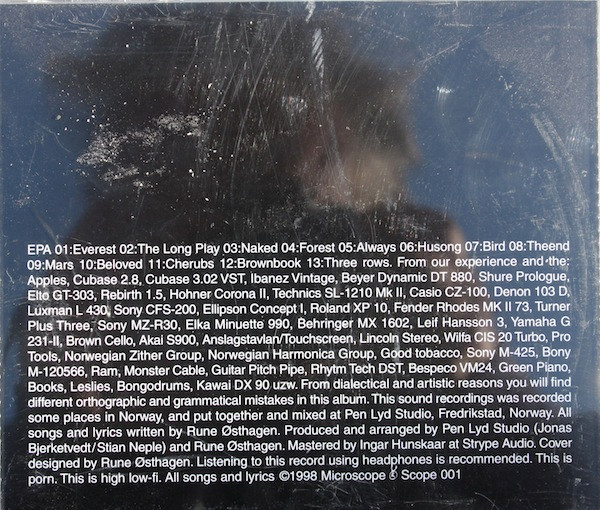 EPA 01:Everest 02:The Long Play 03:Naked 04:Forest 05:Always 06:Husong 07:Bird 08:Theend
09:Mars 10:Beloved 11:Cherubs 12:Brownbook 13:Three rows. From our experience and the:
Apples, Cubase 2.8, Cubase 3.02 VST, Ibanez Vintage, Beyer Dynamic DT 880, Shure Prologue,
Elto GT-303, Rebirth 1.5, Hohner Corona II, Technics SL-1210 Mk II, Casio CZ-100, Denon 103 D,
Luxman L 430, Sony CFS-200, Ellipson Concept I, Roland XP 10, Fender Rhodes MK II 73, Turner
Plus Three, Sony MZ-R30, Elka Minuette 990, Behringer MX 1602, Leif Hansson 3, Yamaha G
231-II, Brown Cello, Akai S900, Anslagstavlan/Touchscreen, Lincoln Stereo, Wilfa CIS 20 Turbo, Pro
Tools, Norwegian Zither Group, Norwegian Harmonica Group, Good tobacco, Sony M-425, Bony
M-120566, Ram, Monster Cable, Guitar Pitch Pipe, Rhytm Tech DST, Bespeco VM24, Green Piano,
Books, Leslies, Bongodrums, Kawai DX 90 uzw. From dialectical and artistic reasons you will find
different orthographic and grammatical mistakes in this album. This sound recordings was recorded
some places in Norway, and put together and mixed at Pen Lyd Studio, Fredrikstad, Norway. All
songs and lyrics written by Rune Østhagen. Produced and arranged by Pen Lyd Studio (Jonas
Bjerketvedt/Stian Neple) and Rune Østhagen. Mastered by Ingar Hunskaar at Strype Audio. Cover
designed by Rune Østhagen. Listening to this record using headphones is recommended. This is
porn. This is high low-fi. All songs and lyrics ©1998 Microscope & Scope 001